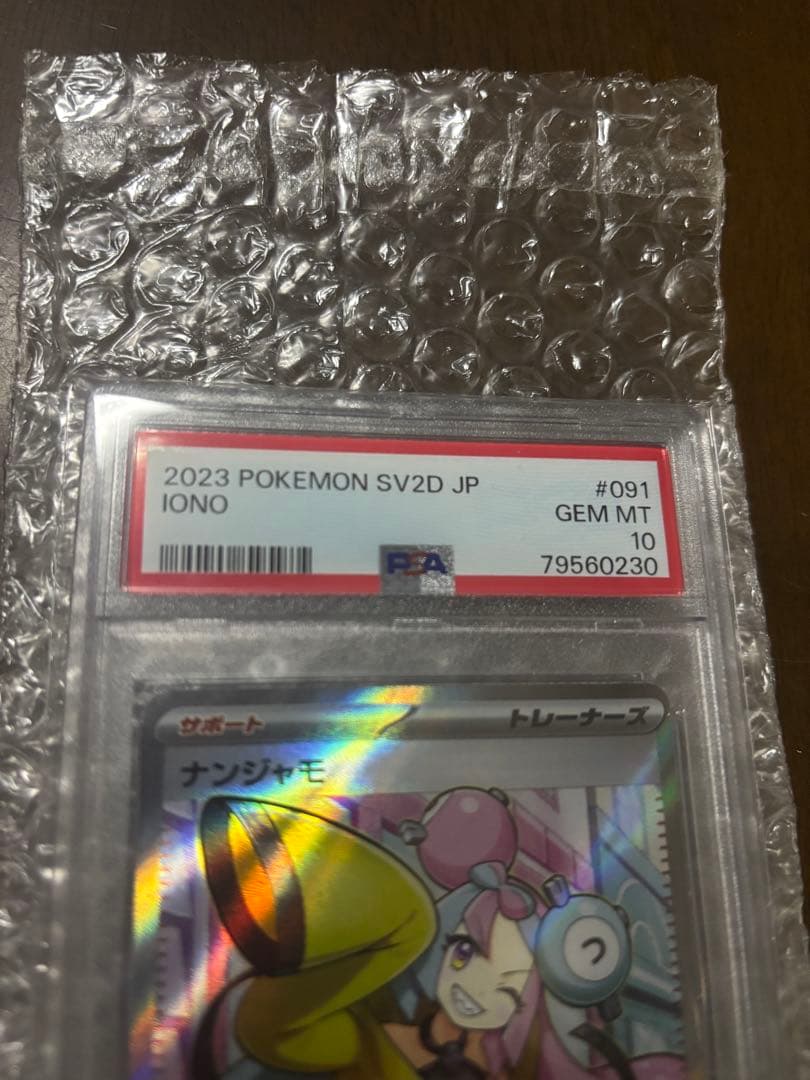 2023 POKEMON SV2D JP
#091
IONO
GEM MT
10
PSA
79560230
サポート
トレーナーズ
ナンジャモ